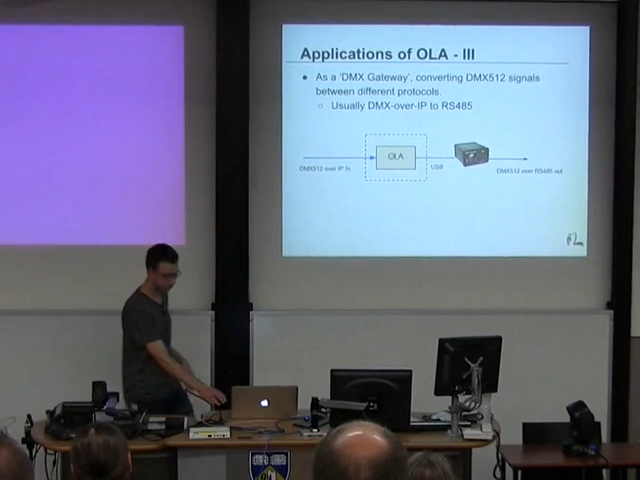 Applications of OLA - III
● As a 'DMX Gateway', converting DMX512 signals
between different protocols.
○ Usually DMX-over-IP to RS485
OLA
DMX512 over IP In
USB
DMX512 over RS485 out